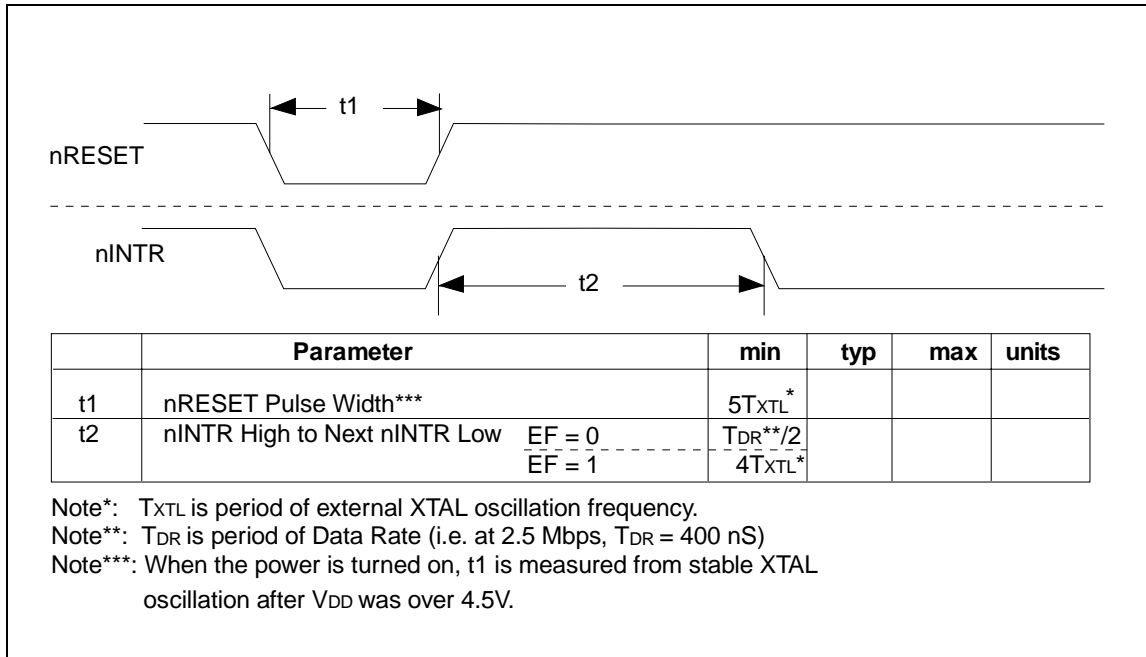 t1
nRESET
nINTR
t2
Parameter min typ max units
t1 nRESET Pulse Width*** 5TXTL*
t2 nINTR High to Next nINTR Low EF = 0 TDR**/2
EF = 1 4TXTL*
Note*: TXTL is period of external XTAL oscillation frequency.
Note**: TDR is period of Data Rate (i.e. at 2.5 Mbps, TDR = 400 nS)
Note***: When the power is turned on, t1 is measured from stable XTAL
oscillation after VDD was over 4.5V.